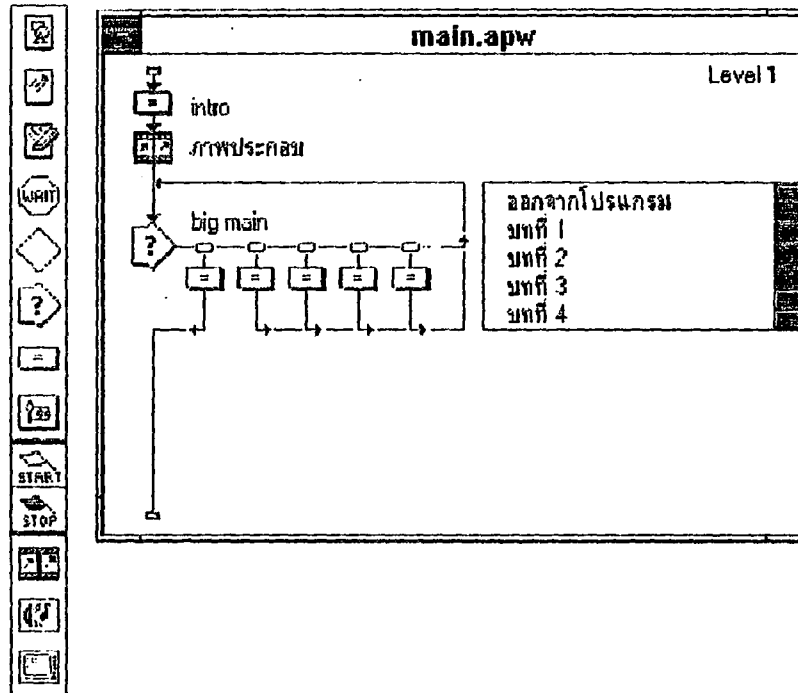 main.apw
Level 1
intro
ภาพประกอบ
big main
ออกจากโปรแกรม
บทที่ 1
บทที่ 2
บทที่ 3
บทที่ 4
WAIT
START
STOP